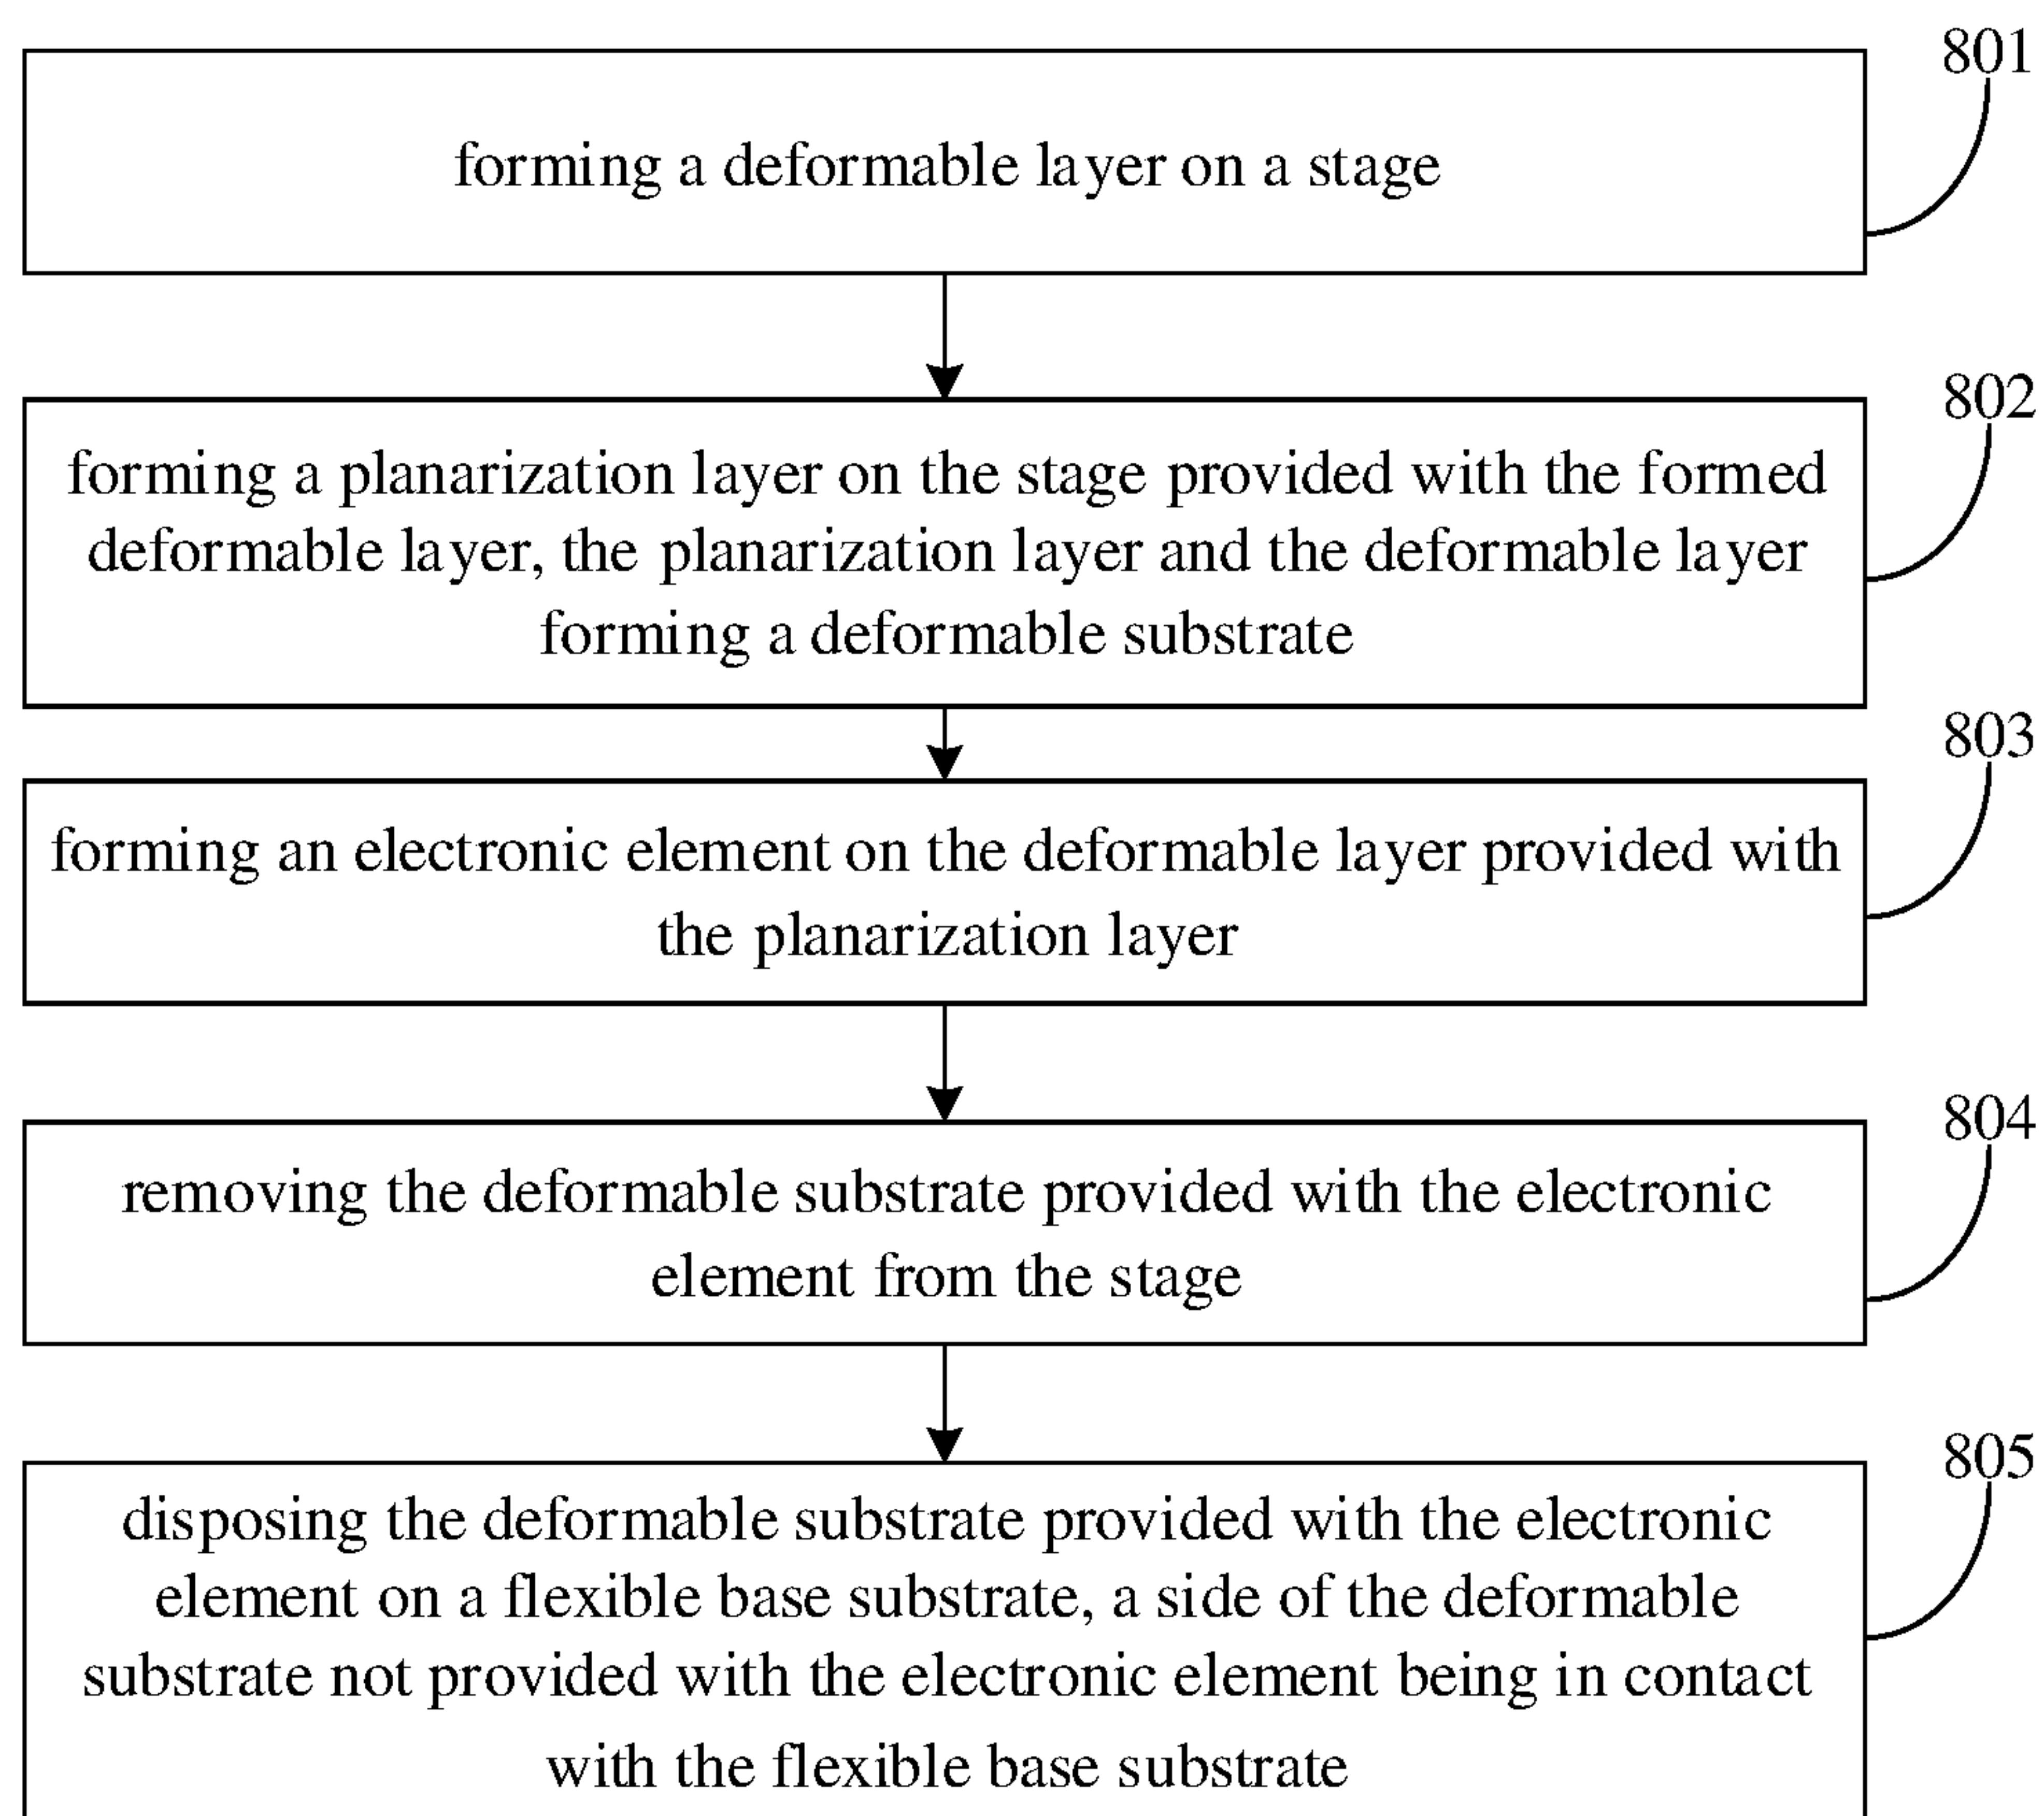 801
forming a deformable layer on a stage
802
forming a planarization layer on the stage provided with the formed
deformable layer, the planarization layer and the deformable layer
forming a deformable substrate
803
forming an electronic element on the deformable layer provided with
the planarization layer
804
removing the deformable substrate provided with the electronic
element from the stage
805
disposing the deformable substrate provided with the electronic
element on a flexible base substrate, a side of the deformable
substrate not provided with the electronic element being in contact
with the flexible base substrate